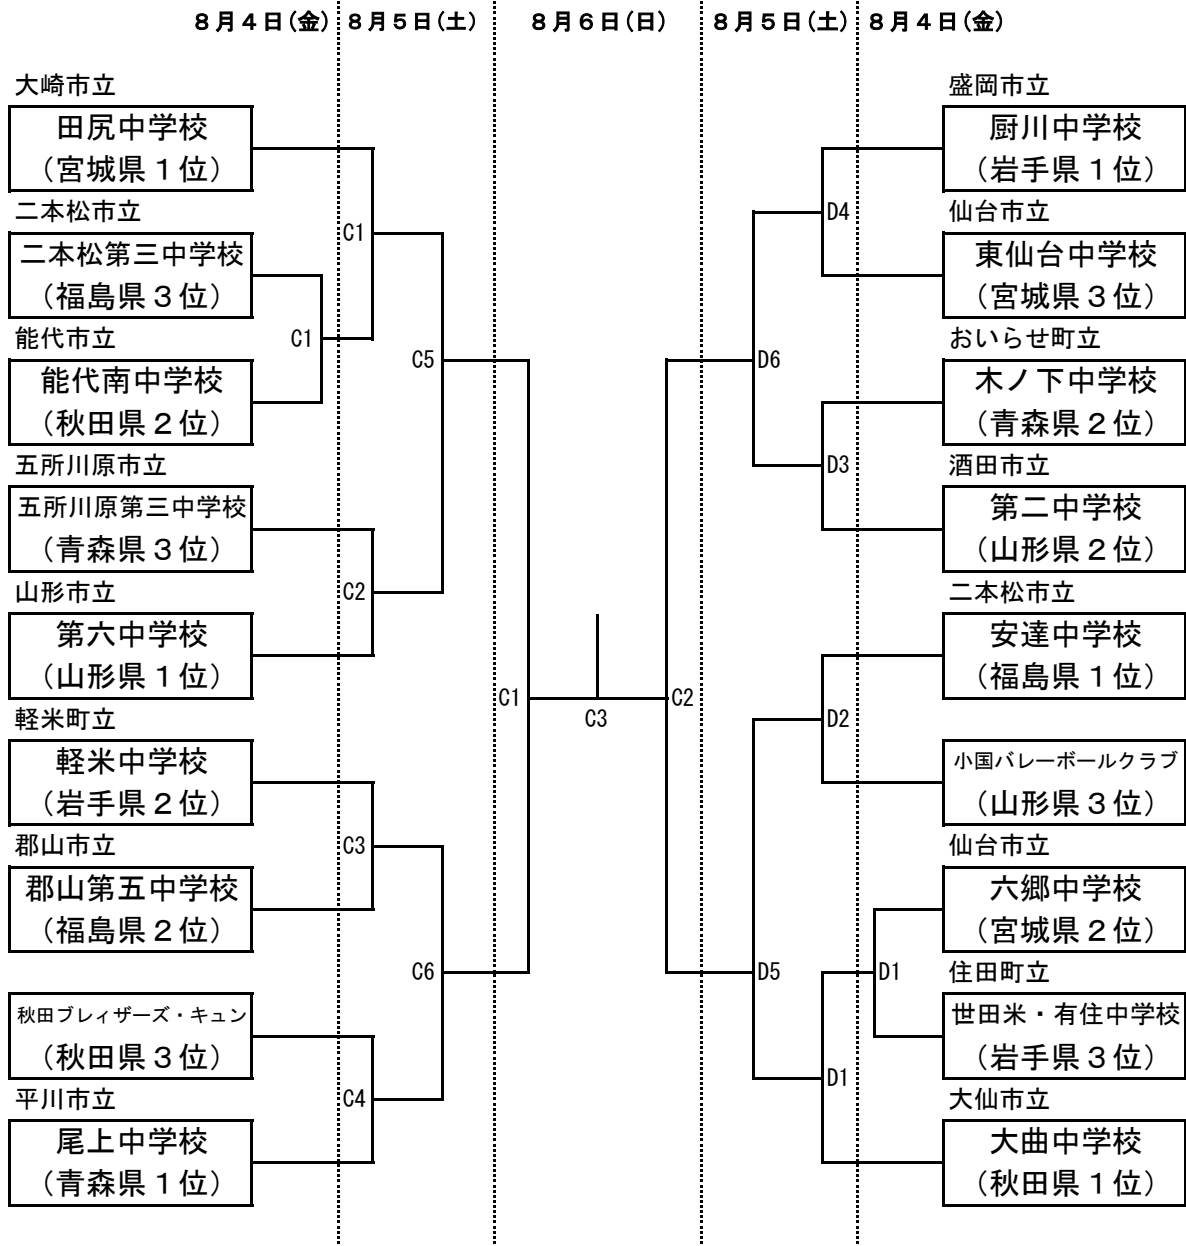 ８月４日(金) ８月５日(土) ８月６日(日) ８月５日(土) ８月４日(金)
大崎市立
田尻中学校
（宮城県１位）
二本松市立
二本松第三中学校
（福島県３位）
能代市立
能代南中学校
（秋田県２位）
五所川原市立
五所川原第三中学校
（青森県３位）
山形市立
第六中学校
（山形県１位）
軽米町立
軽米中学校
（岩手県２位）
郡山市立
郡山第五中学校
（福島県２位）
秋田ブレィザーズ・キュン
（秋田県３位）
平川市立
尾上中学校
（青森県１位）
C1
C1
C2
C3
C4
C5
C6
C1
C3
C2
D6
D5
D4
D3
D2
D1
D1
盛岡市立
厨川中学校
（岩手県１位）
仙台市立
東仙台中学校
（宮城県３位）
おいらせ町立
木ノ下中学校
（青森県２位）
酒田市立
第二中学校
（山形県２位）
二本松市立
安達中学校
（福島県１位）
小国バレーボールクラブ
（山形県３位）
仙台市立
六郷中学校
（宮城県２位）
住田町立
世田米・有住中学校
（岩手県３位）
大仙市立
大曲中学校
（秋田県１位）